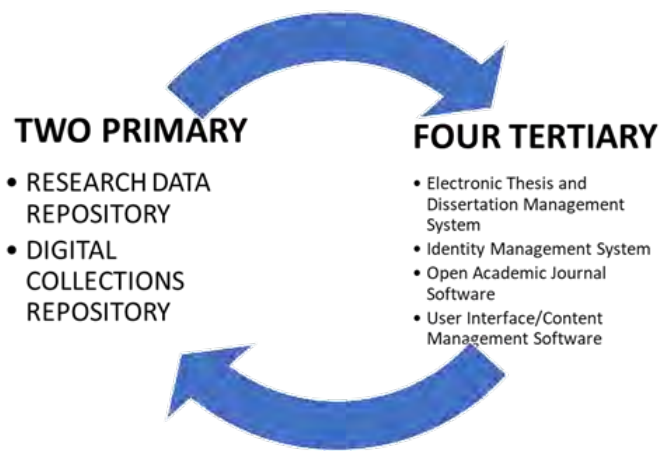 TWO PRIMARY
• RESEARCH DATA
REPOSITORY
• DIGITAL
COLLECTIONS
REPOSITORY
FOUR TERTIARY
• Electronic Thesis and
Dissertation Management
System
• Identity Management System
• Open Academic Journal
Software
• User Interface/Content
Management Software